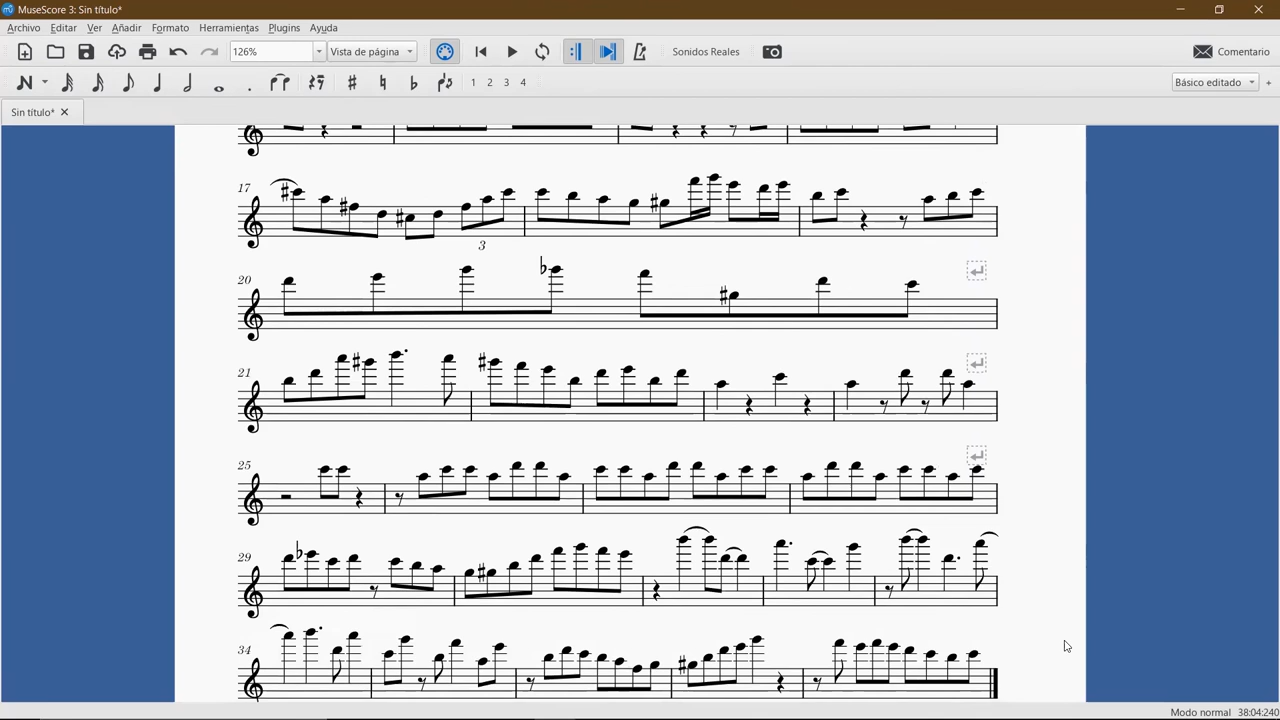 MuseScore 3: Sin título*
Archivo Editar Ver Añadir Formato Herramientas Plugins Ayuda
126% Vista de página Sonidos Reales Comentario
N 1 2 3 4 Básico editado +
Sin título*
17
3
20
21
25
29
34
Modo normal 38:04:240